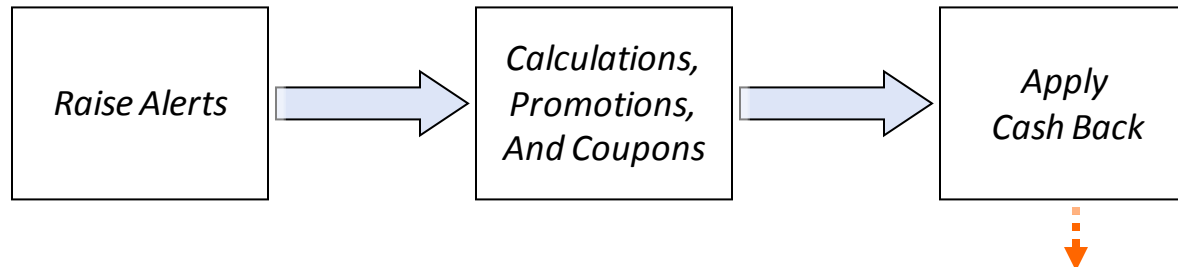 Raise Alerts
Calculations,
Promotions,
And Coupons
Apply
Cash Back